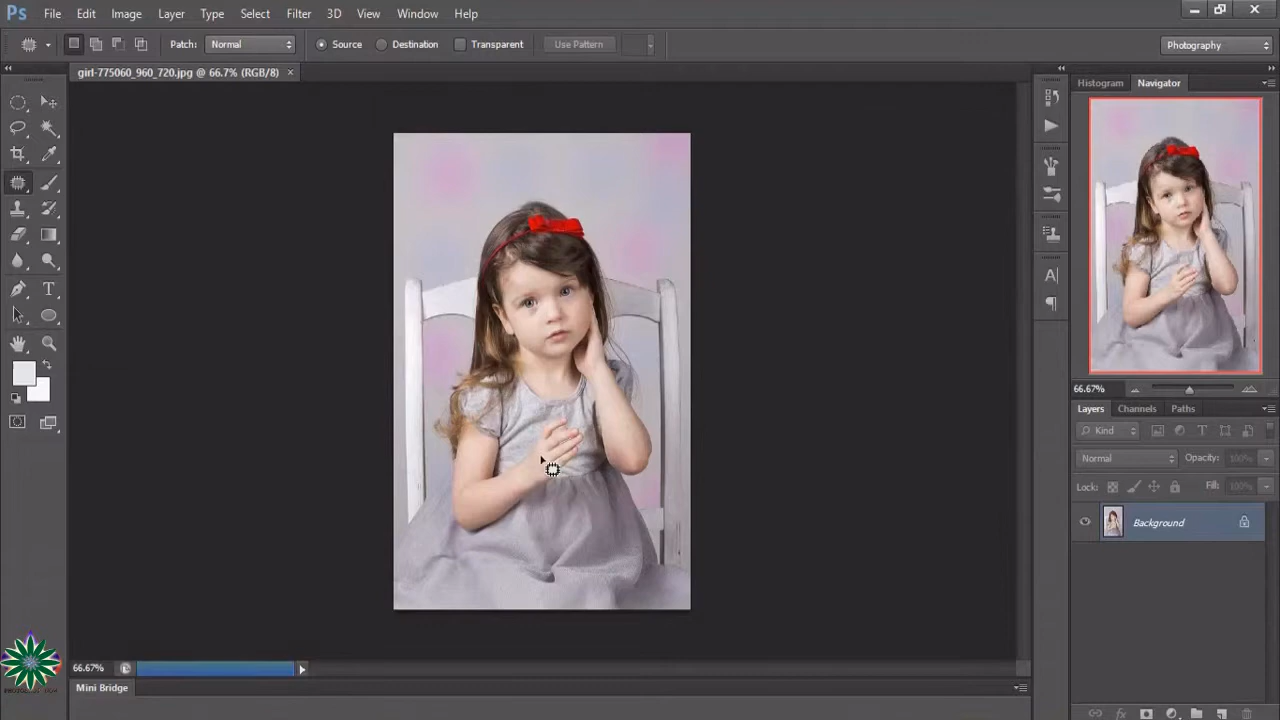 Ps File Edit Image Layer Type Select Filter 3D View Window Help
Patch: Normal Source Destination Transparent Use Pattern Photography
girl-775060_960_720.jpg @ 66.7% (RGB/8) ×
Histogram Navigator
66.67%
Layers Channels Paths
Kind
Normal Opacity: 100%
Lock: Fill: 100%
Background
66.67%
Mini Bridge